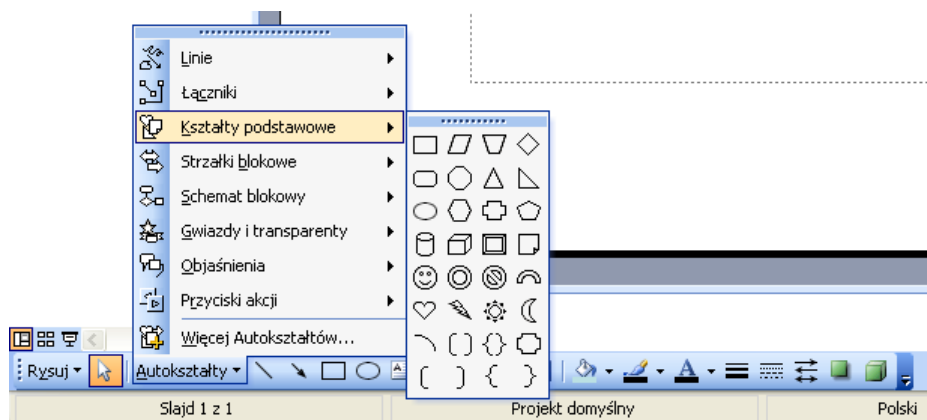 Linie
Łączniki
Kształty podstawowe
Strzałki blokowe
Schemat blokowy
Gwiazdy i transparenty
Objaśnienia
Przyciski akcji
Więcej Autokształtów...
Rysuj Autokształty
Slajd 1 z 1 Projekt domyślny Polski